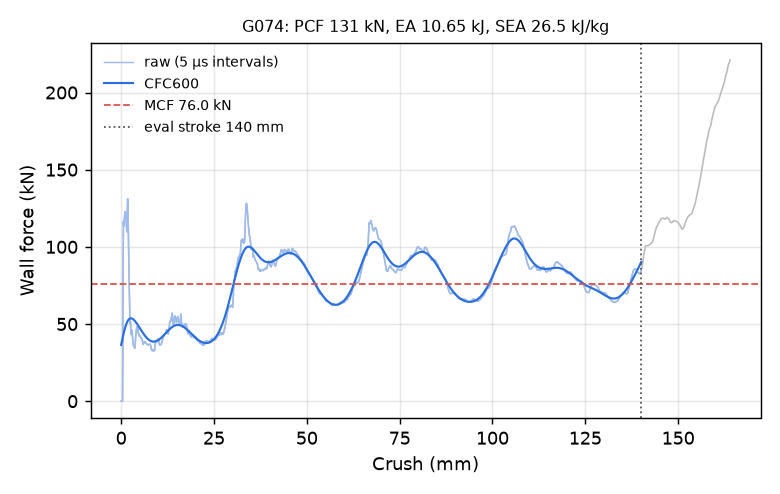 G074: PCF 131 kN, EA 10.65 kJ, SEA 26.5 kJ/kg
raw (5 µs intervals)
CFC600
MCF 76.0 kN
eval stroke 140 mm
Wall force (kN)
200
150
100
50
0
0 25 50 75 100 125 150
Crush (mm)